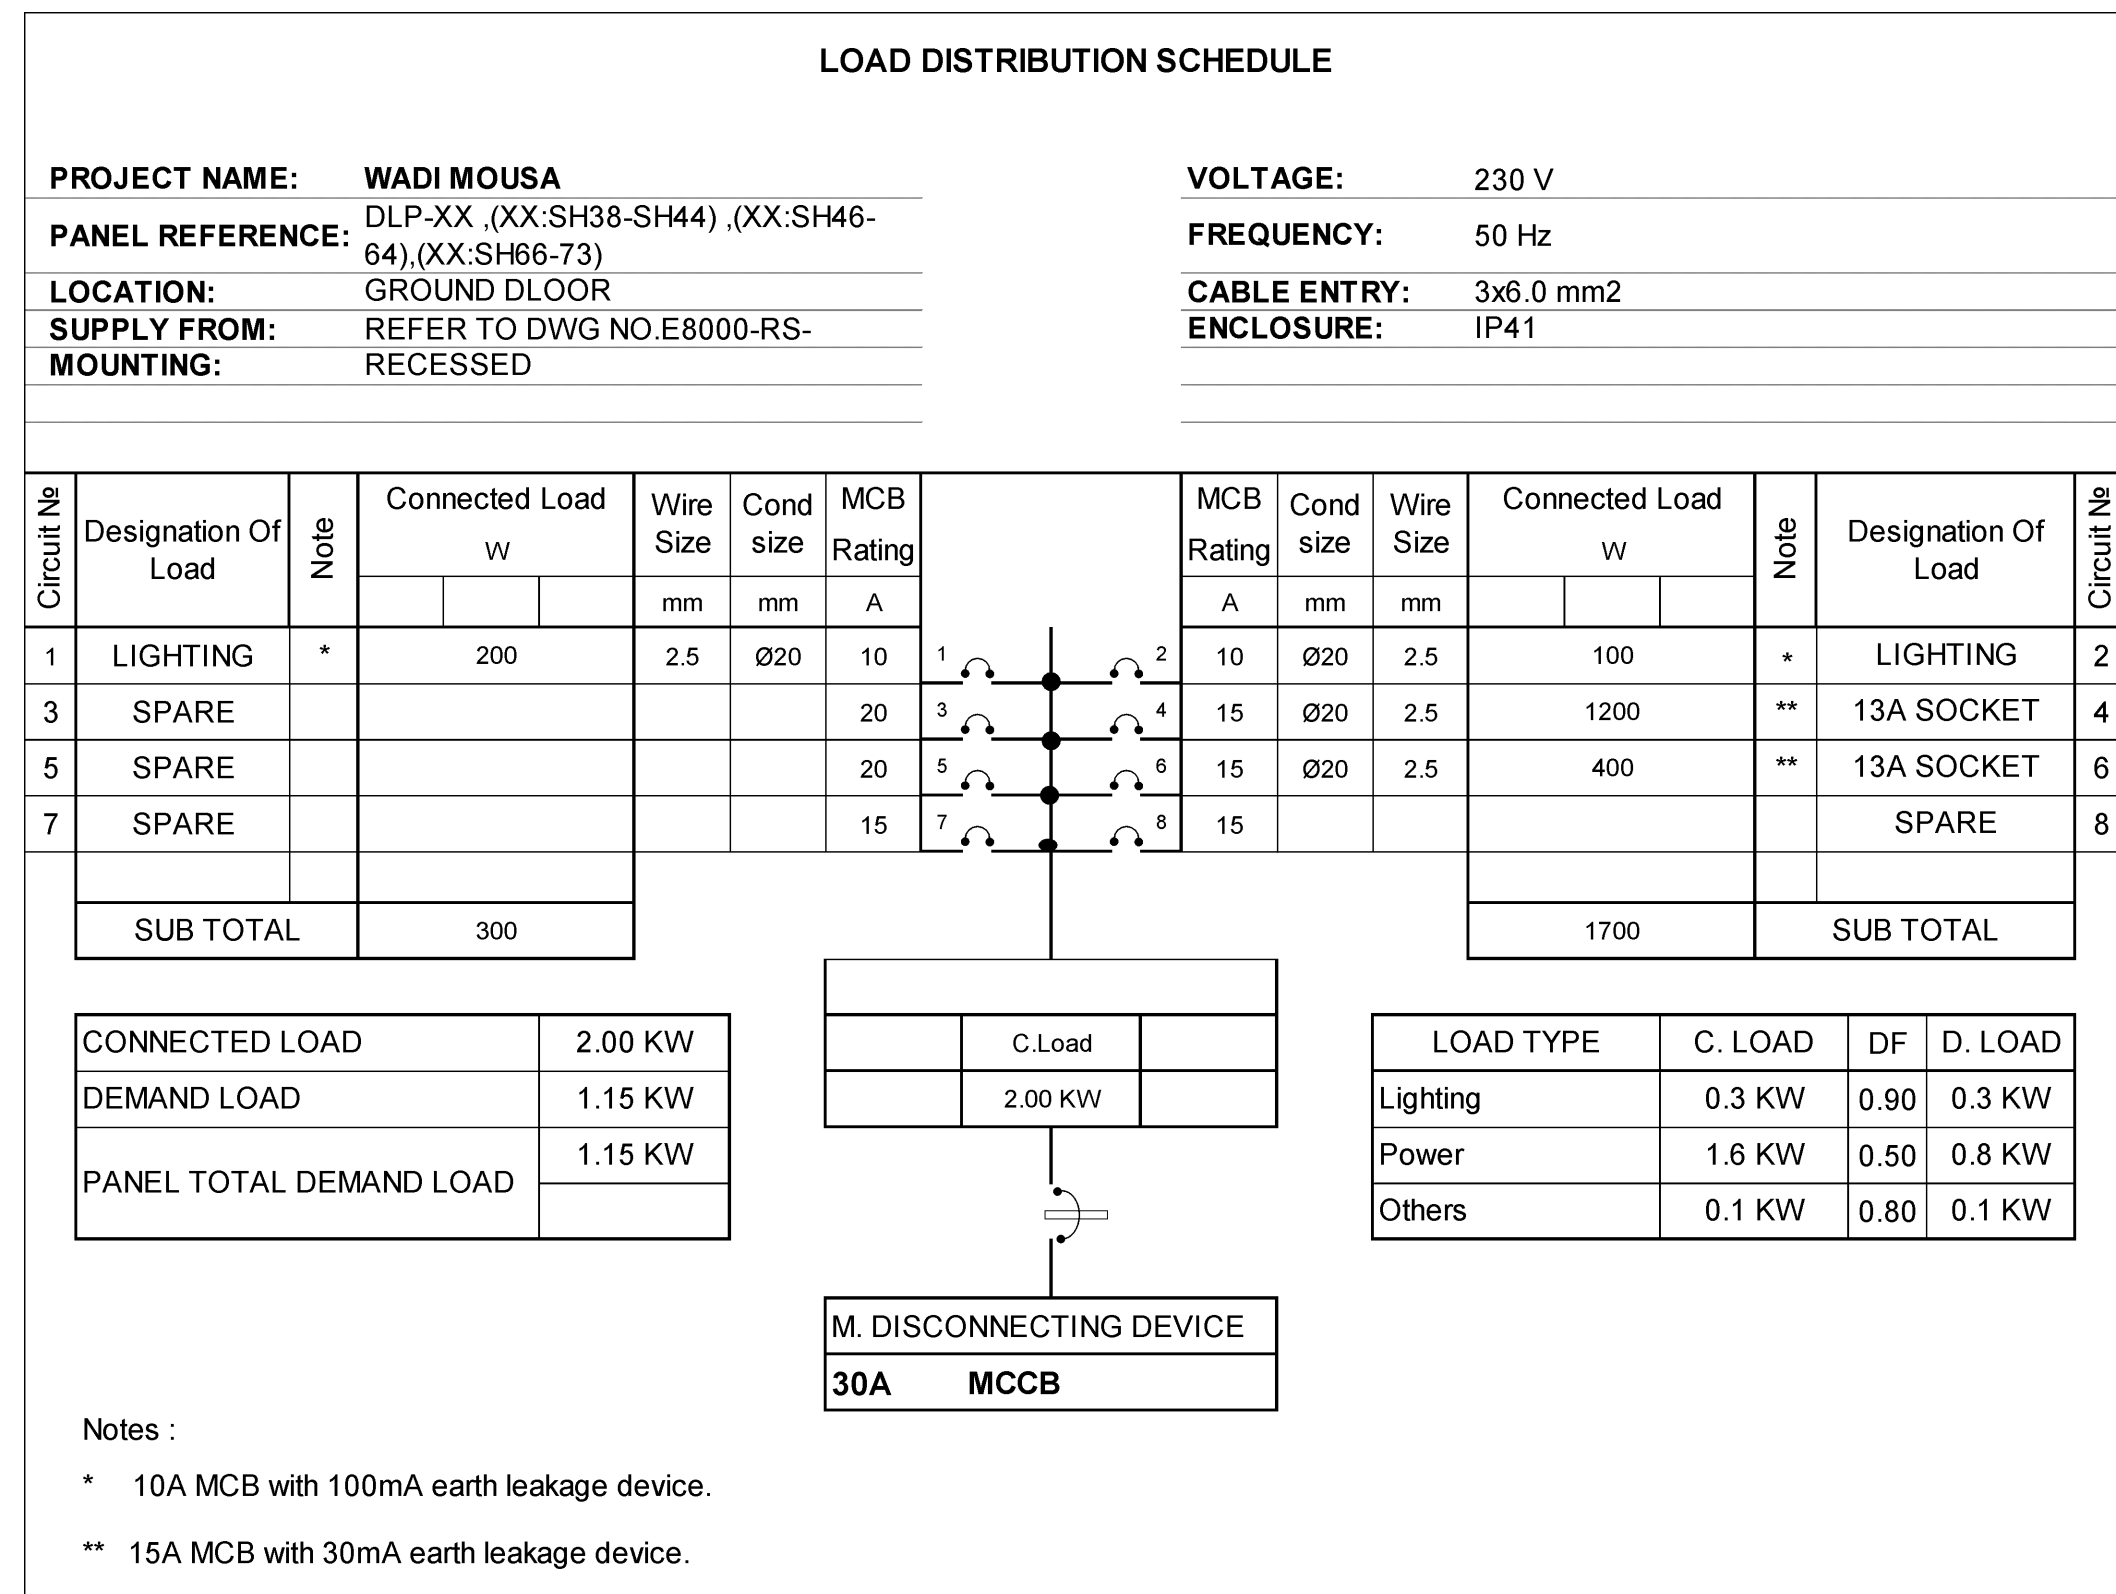 LOAD DISTRIBUTION SCHEDULE
PROJECT NAME: WADI MOUSA
VOLTAGE: 230 V
PANEL REFERENCE: DLP-XX ,(XX:SH38-SH44) ,(XX:SH46-
64),(XX:SH66-73)
FREQUENCY: 50 Hz
LOCATION: GROUND DLOOR
CABLE ENTRY: 3x6.0 mm2
SUPPLY FROM: REFER TO DWG NO.E8000-RS-
ENCLOSURE: IP41
MOUNTING: RECESSED
Circuit № Designation Of Load Note Connected Load W Wire Size mm Cond size mm MCB Rating A
MCB Rating A Cond size mm Wire Size mm Connected Load W Note Designation Of Load Circuit №
1 LIGHTING * 200 2.5 Ø20 10 1 2 10 Ø20 2.5 100 * LIGHTING 2
3 SPARE 20 3 4 15 Ø20 2.5 1200 ** 13A SOCKET 4
5 SPARE 20 5 6 15 Ø20 2.5 400 ** 13A SOCKET 6
7 SPARE 15 7 8 15 SPARE 8
SUB TOTAL 300
1700 SUB TOTAL
CONNECTED LOAD 2.00 KW
DEMAND LOAD 1.15 KW
PANEL TOTAL DEMAND LOAD 1.15 KW
C.Load
2.00 KW
LOAD TYPE C. LOAD DF D. LOAD
Lighting 0.3 KW 0.90 0.3 KW
Power 1.6 KW 0.50 0.8 KW
Others 0.1 KW 0.80 0.1 KW
M. DISCONNECTING DEVICE
30A MCCB
Notes :
* 10A MCB with 100mA earth leakage device.
** 15A MCB with 30mA earth leakage device.